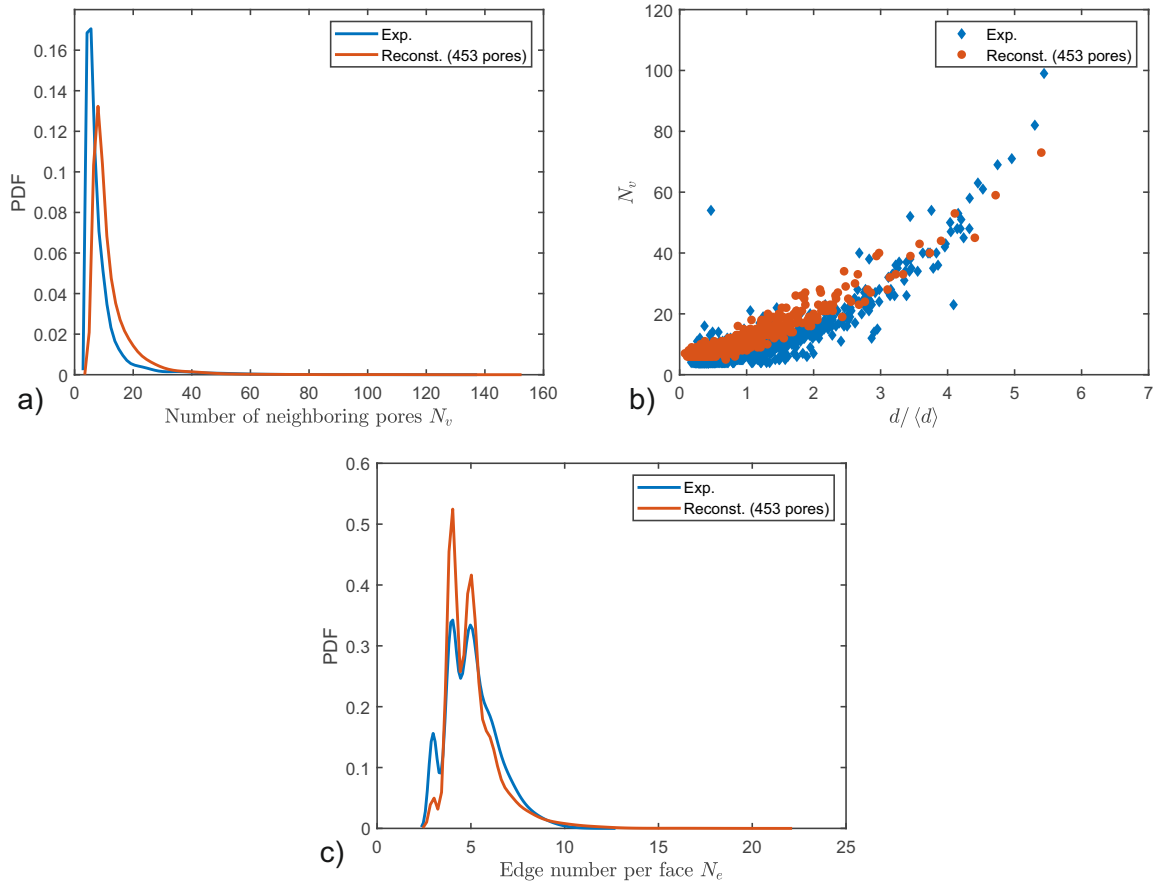 0.16
0.14
0.12
0.1
0.08
0.06
0.04
0.02
0
PDF
Exp.
Reconst. (453 pores)
0 20 40 60 80 100 120 140 160
Number of neighboring pores N_v
a)
120
100
80
60
40
20
0
N_v
Exp.
Reconst. (453 pores)
0 1 2 3 4 5 6 7
d/ ⟨d⟩
b)
0.6
0.5
0.4
0.3
0.2
0.1
0
PDF
Exp.
Reconst. (453 pores)
0 5 10 15 20 25
Edge number per face N_e
c)